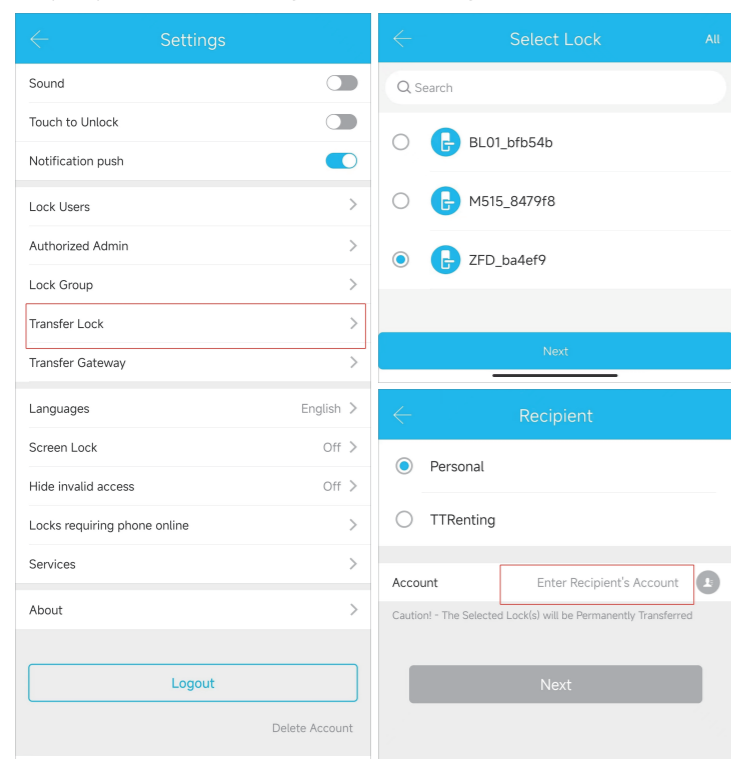 Settings
Sound
Touch to Unlock
Notification push
Lock Users
Authorized Admin
Lock Group
Transfer Lock
Transfer Gateway
Languages English
Screen Lock Off
Hide invalid access Off
Locks requiring phone online
Services
About
Logout
Delete Account
Select Lock All
Search
BL01_bfb54b
M515_8479f8
ZFD_ba4ef9
Next
Recipient
Personal
TTRenting
Account Enter Recipient's Account
Caution! - The Selected Lock(s) will be Permanently Transferred
Next